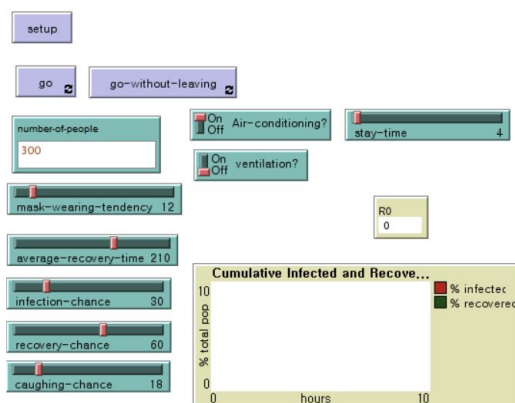 setup
go
go-without-leaving
number-of-people
300
On
Off
Air-conditioning?
stay-time 4
On
Off
ventilation?
mask-wearing-tendency 12
R0
0
average-recovery-time 210
infection-chance 30
recovery-chance 60
caughing-chance 18
Cumulative Infected and Recove...
% total pop
10
0
0
hours
10
% infectec
% recovered